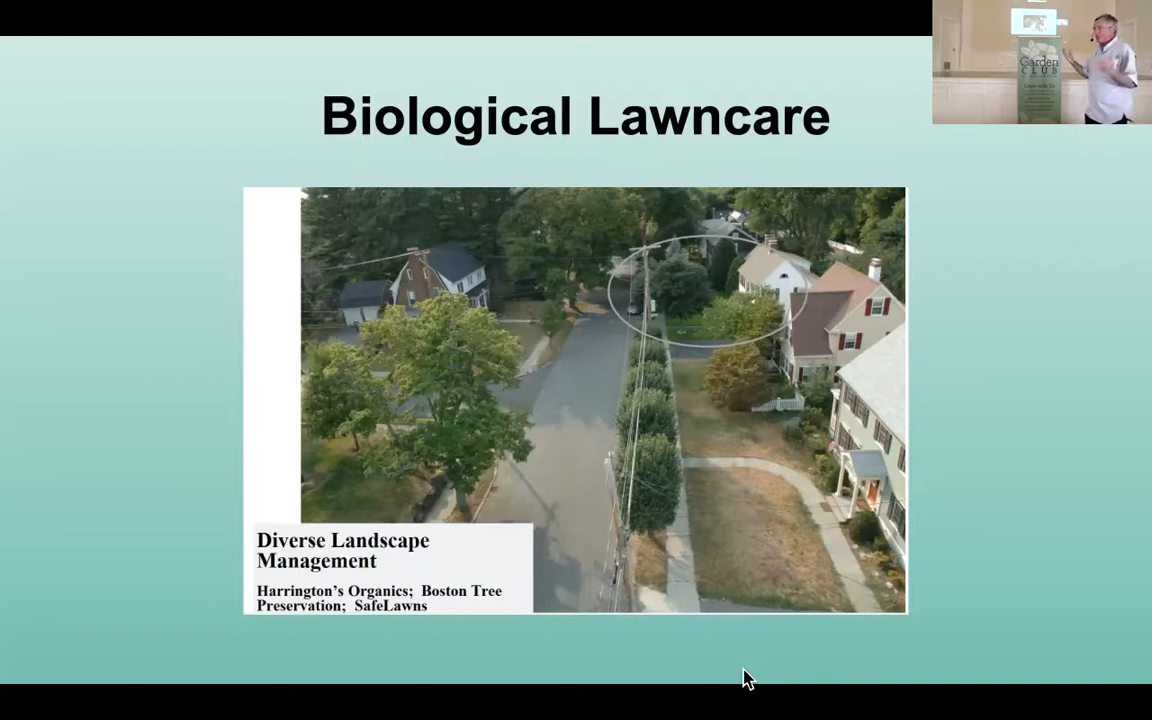 Biological Lawncare
Garden
CLUB
Diverse Landscape
Management
Harrington's Organics; Boston Tree
Preservation; SafeLawns